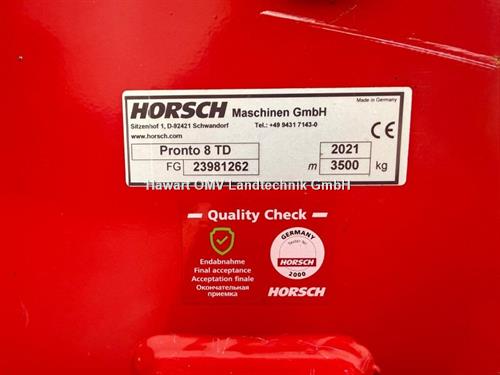 HORSCH Maschinen GmbH
Made in Germany
Sitzenhof 1, D-92421 Schwandorf Tel.: +49 9431 7143-0
www.horsch.com
CE
Pronto 8 TD 2021
FG 23981262 m 3500 kg
Hawart OMV Landtechnik GmbH
Quality Check
Endabnahme
Final acceptance
Acceptation finale
Окончательная
приемка
GERMANY
HORSCH
2000
HORSCH